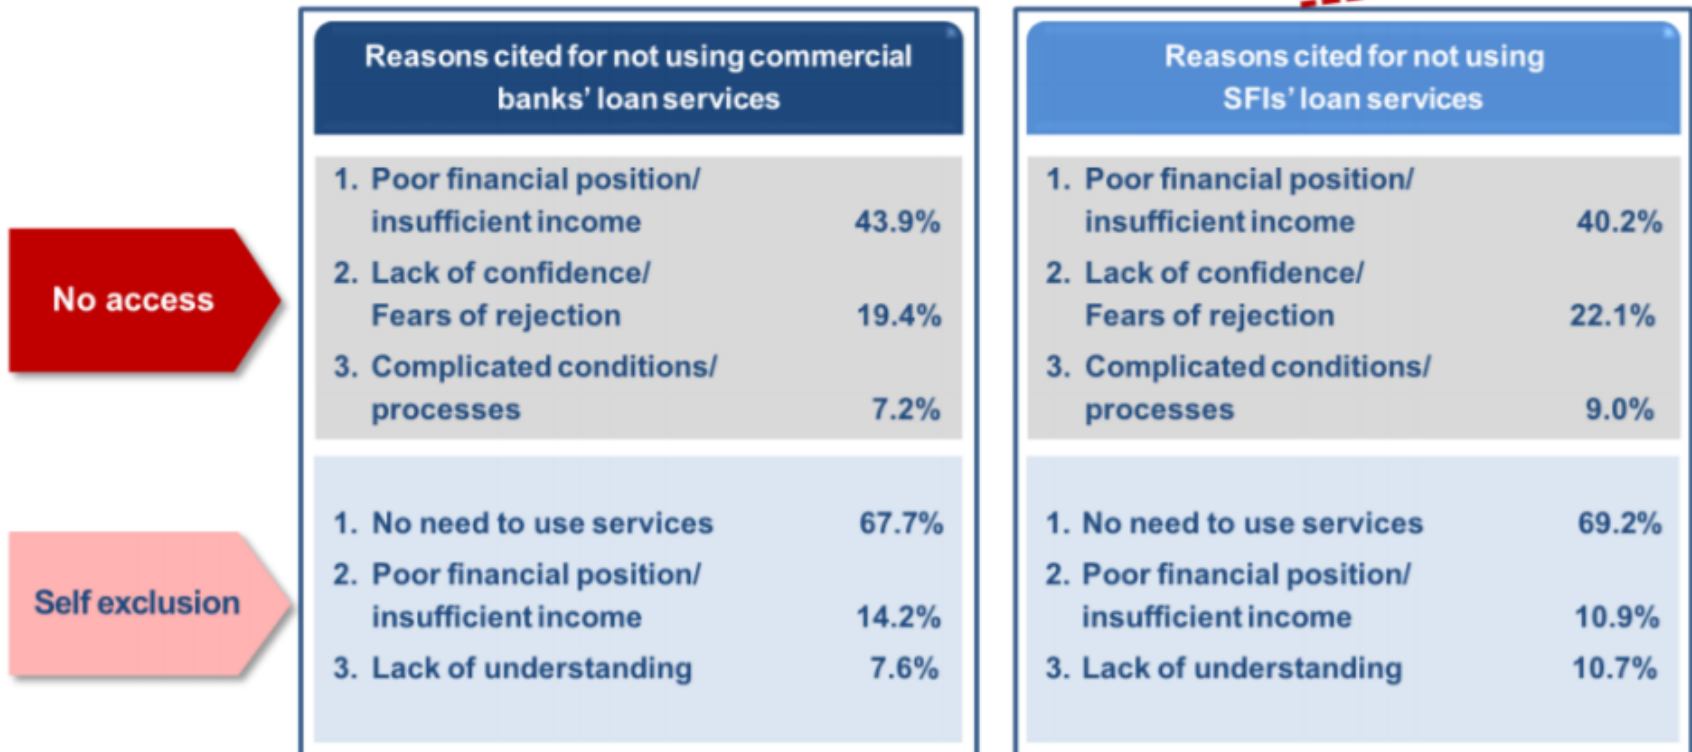 Reasons cited for not using commercial
banks' loan services
1. Poor financial position/
insufficient income 43.9%
2. Lack of confidence/
Fears of rejection 19.4%
3. Complicated conditions/
processes 7.2%
1. No need to use services 67.7%
2. Poor financial position/
insufficient income 14.2%
3. Lack of understanding 7.6%
Reasons cited for not using
SFIs' loan services
1. Poor financial position/
insufficient income 40.2%
2. Lack of confidence/
Fears of rejection 22.1%
3. Complicated conditions/
processes 9.0%
1. No need to use services 69.2%
2. Poor financial position/
insufficient income 10.9%
3. Lack of understanding 10.7%
No access
Self exclusion